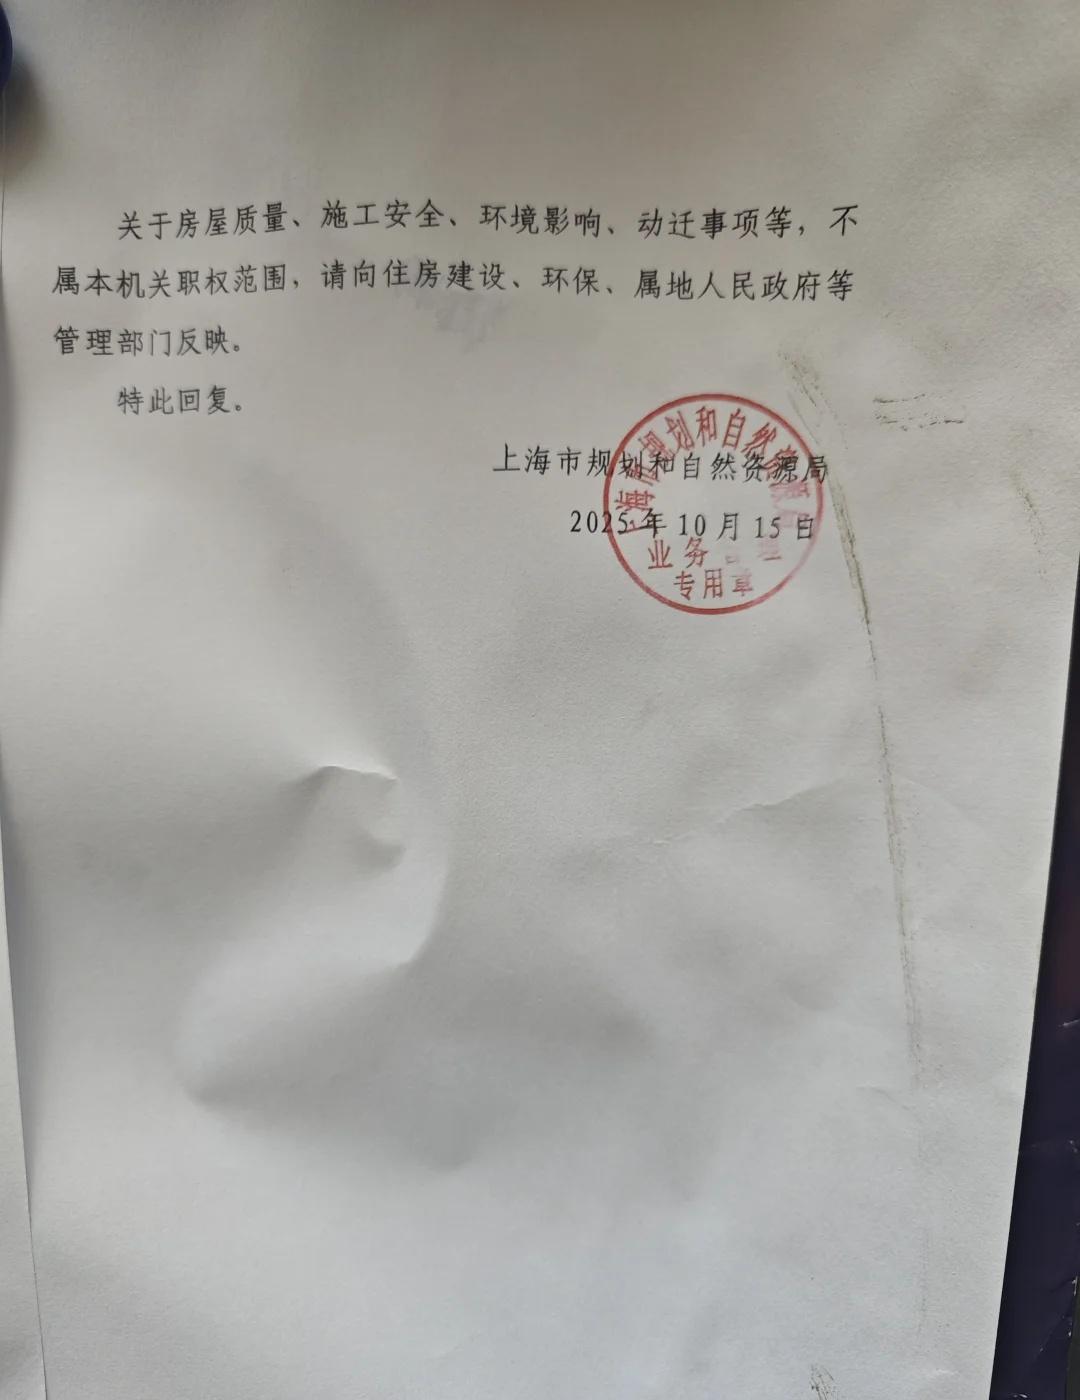 关于房屋质量、施工安全、环境影响、动迁事项等，不
属本机关职权范围，请向住房建设、环保、属地人民政府等
管理部门反映。
特此回复。
上海市规划和自然资源局
2025年10月15日
业务
专用章